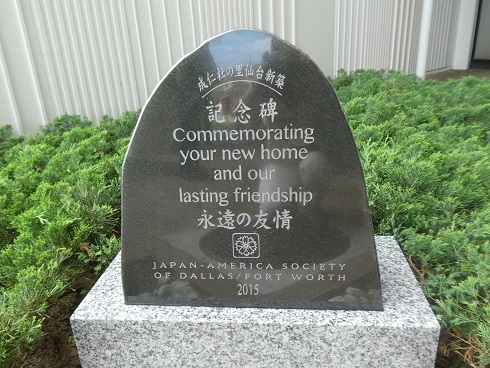 成仁杜の里仙台新築
記念碑
Commemorating
your new home
and our
lasting friendship
永遠の友情
JAPAN-AMERICA SOCIETY
OF DALLAS/FORT WORTH
2015